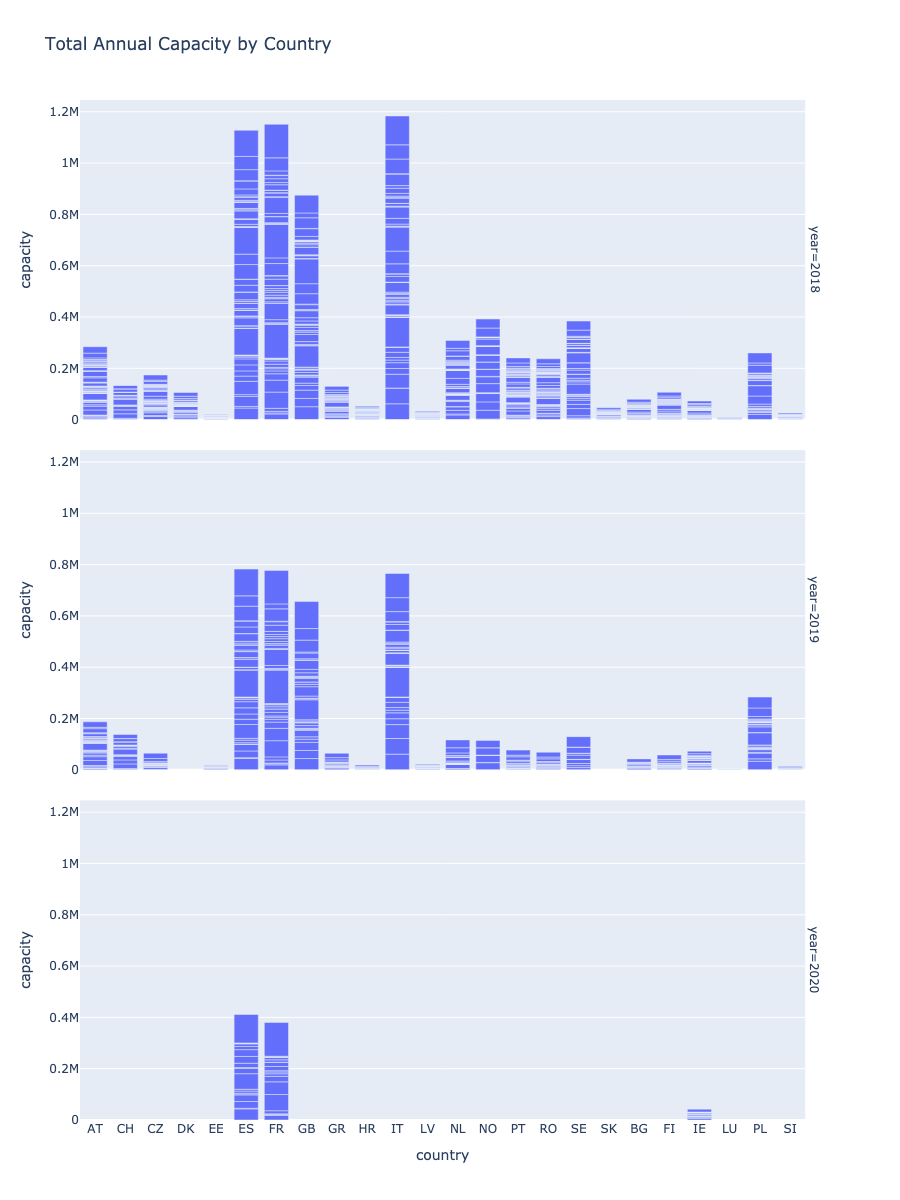 Total Annual Capacity by Country
1.2M
1M
0.8M
0.6M
0.4M
0.2M
0
capacity
year=2018
1.2M
1M
0.8M
0.6M
0.4M
0.2M
0
capacity
year=2019
1.2M
1M
0.8M
0.6M
0.4M
0.2M
0
capacity
year=2020
AT CH CZ DK EE ES FR GB GR HR IT LV NL NO PT RO SE SK BG FI IE LU PL SI
country